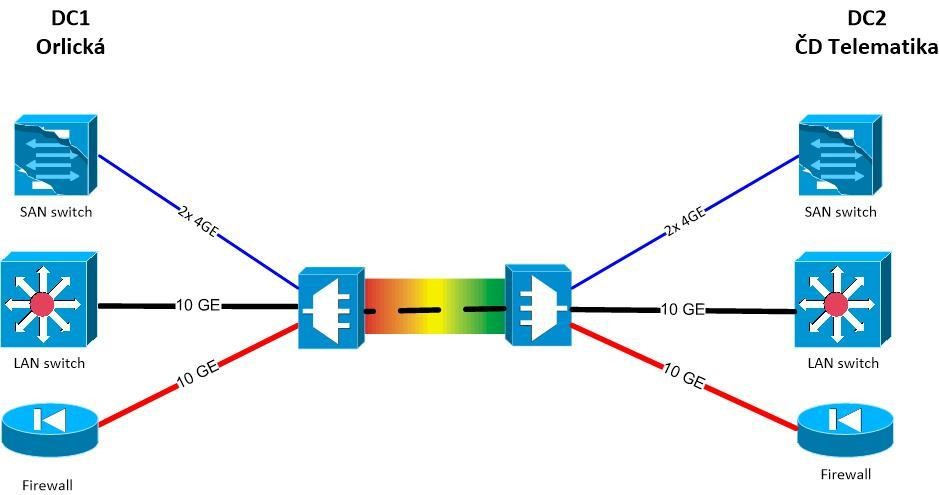 DC1
Orlická
DC2
ČD Telematika
SAN switch
SAN switch
2x 4GE
2x 4GE
10 GE
10 GE
LAN switch
LAN switch
10 GE
10 GE
Firewall
Firewall